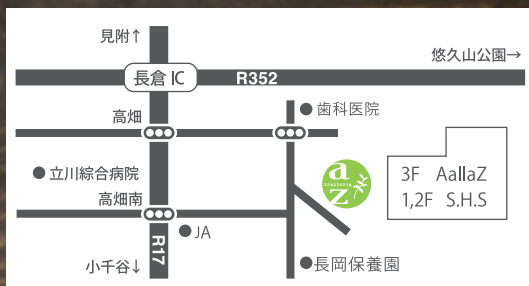 見附↑
悠久山公園→
長倉 IC
R352
歯科医院
高畑
a
trattoria
z
3F AallaZ
1,2F S.H.S
立川綜合病院
高畑南
JA
R17
小千谷↓
長岡保養園